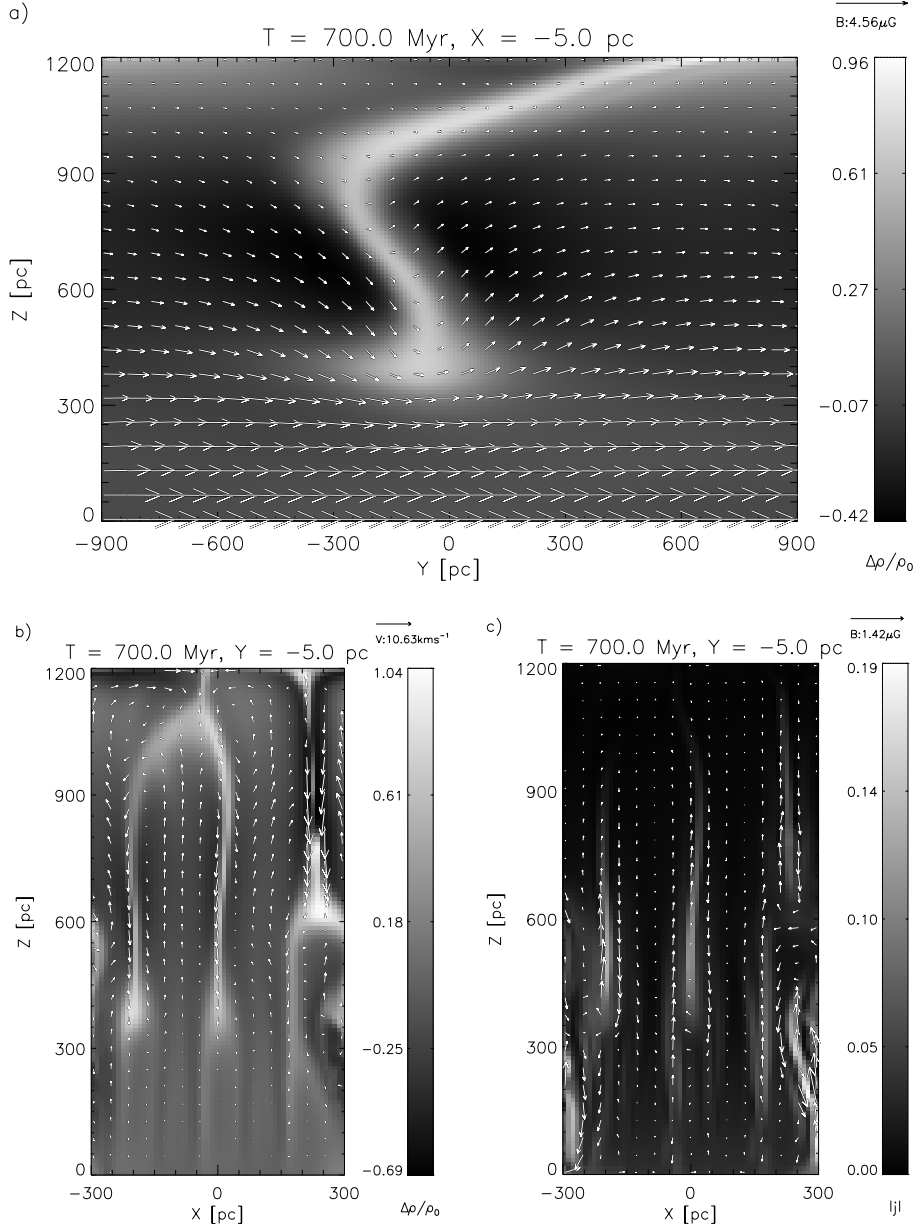 a)
B:4.56μG
T = 700.0 Myr, X = −5.0 pc
1200
900
600
300
0
Z [pc]
−900 −600 −300 0 300 600 900
Y [pc]
0.96
0.61
0.27
−0.07
−0.42
Δρ/ρ₀
b)
V:10.63kms⁻¹
T = 700.0 Myr, Y = −5.0 pc
1200
900
600
300
0
Z [pc]
−300 0 300
X [pc]
1.04
0.61
0.18
−0.25
−0.69
Δρ/ρ₀
c)
B:1.42μG
T = 700.0 Myr, Y = −5.0 pc
1200
900
600
300
0
Z [pc]
−300 0 300
X [pc]
0.19
0.14
0.10
0.05
0.00
|j|